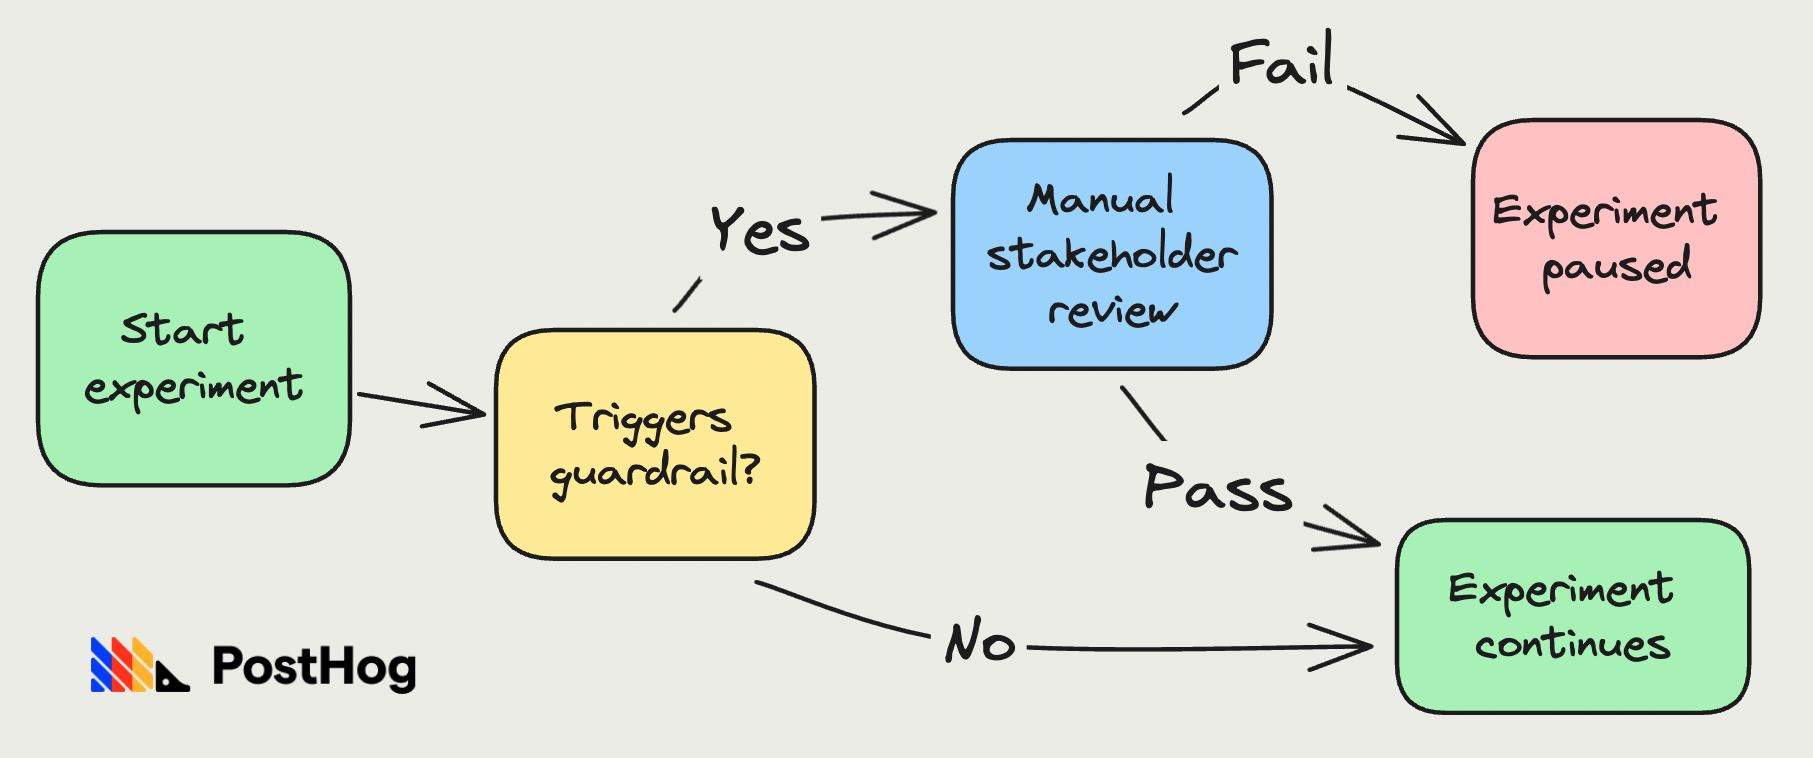 Start
experiment
Triggers
guardrail?
Yes
Manual
stakeholder
review
Fail
Experiment
paused
Pass
No
Experiment
continues
PostHog